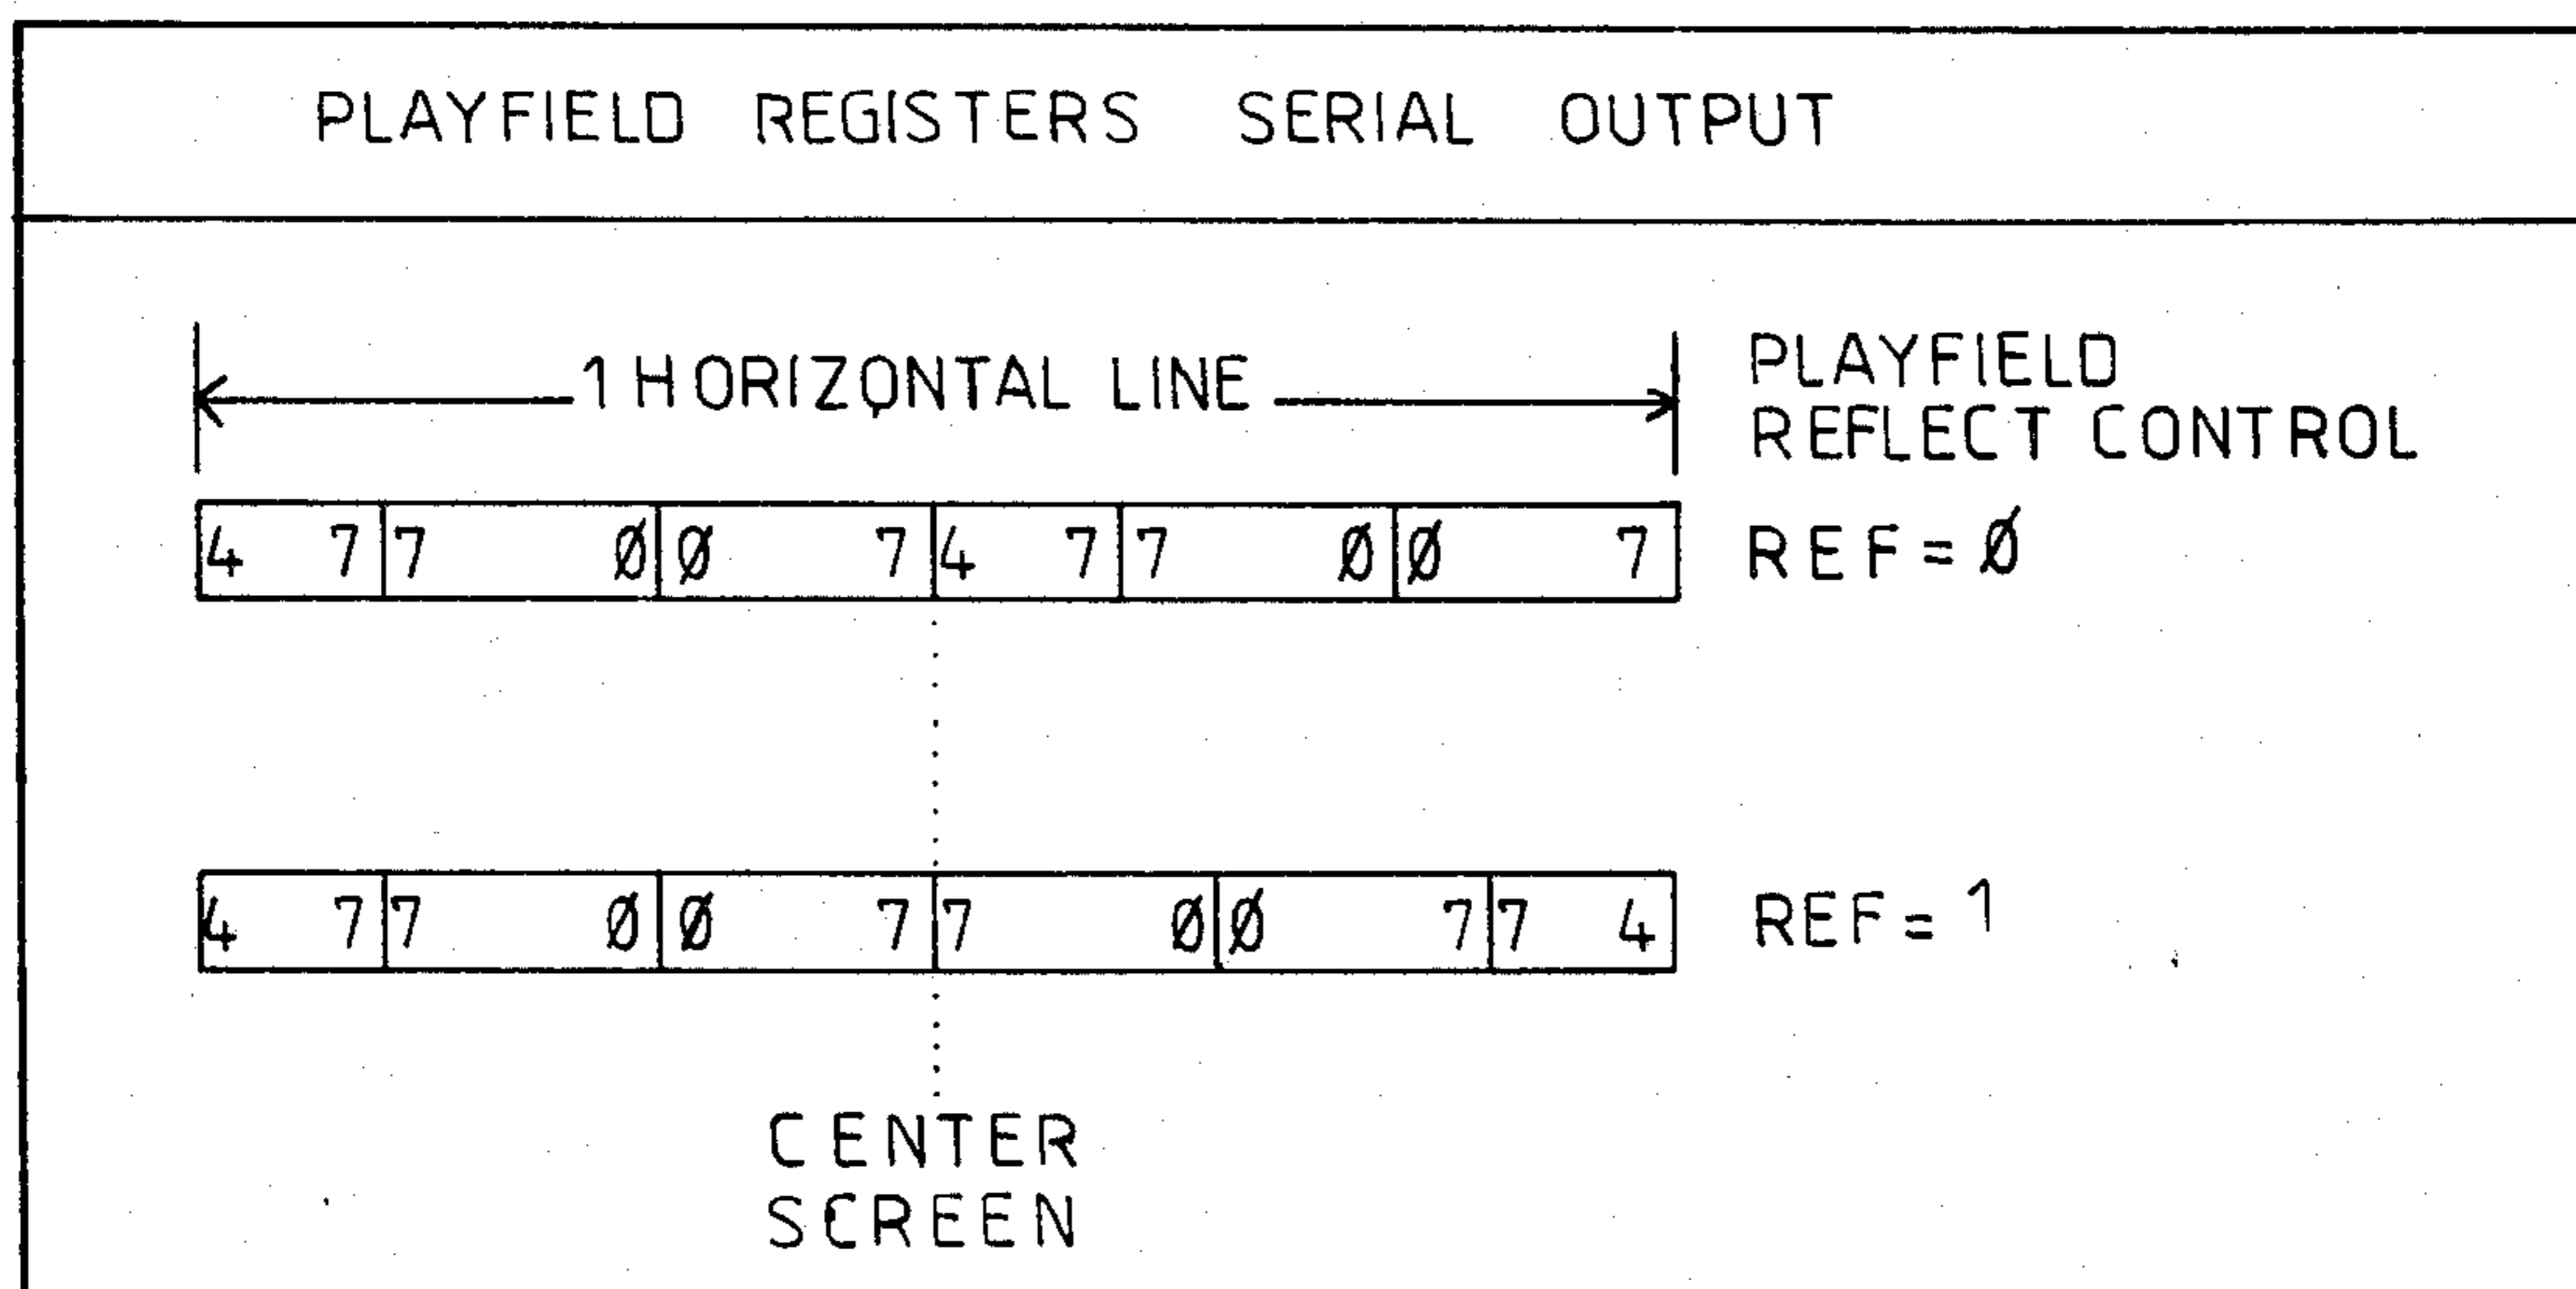 PLAYFIELD REGISTERS SERIAL OUTPUT
1 HORIZONTAL LINE
PLAYFIELD
REFLECT CONTROL
4 7 7 Ø Ø 7 4 7 7 Ø Ø 7 REF = Ø
4 7 7 Ø Ø 7 7 Ø Ø 7 7 4 REF = 1
CENTER
SCREEN